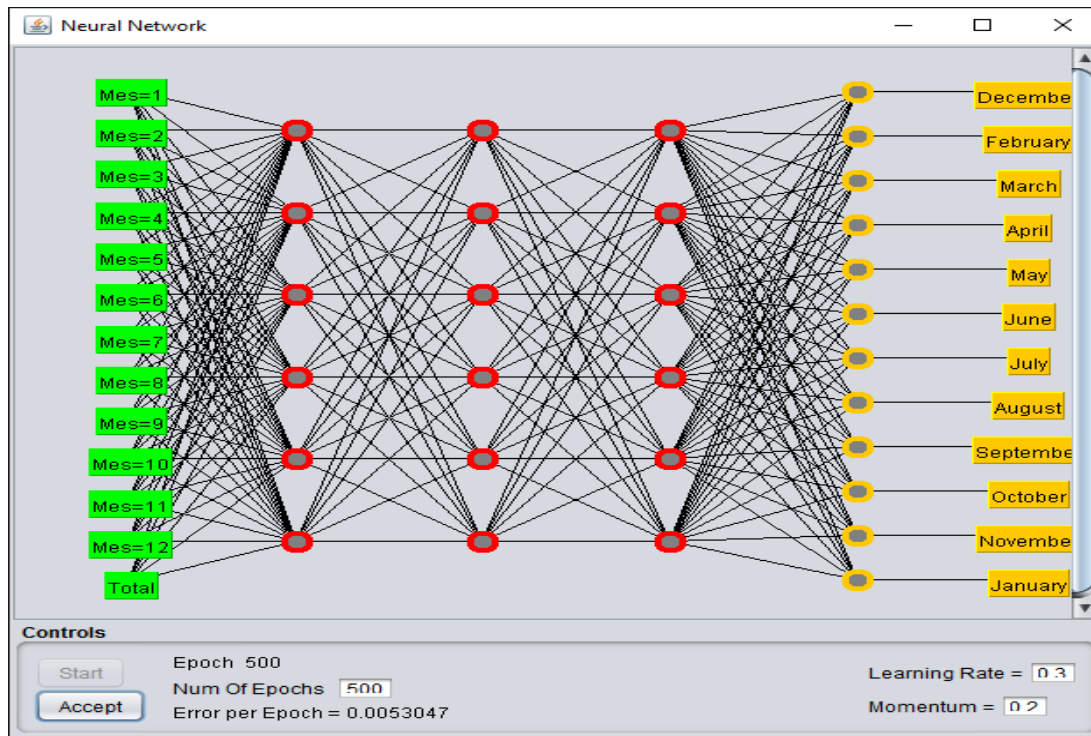 Neural Network
Mes=1
Mes=2
Mes=3
Mes=4
Mes=5
Mes=6
Mes=7
Mes=8
Mes=9
Mes=10
Mes=11
Mes=12
Total
Decembe
February
March
April
May
June
July
August
Septembe
October
Novembe
January
Controls
Start
Accept
Epoch 500
Num Of Epochs 500
Error per Epoch = 0.0053047
Learning Rate = 0.3
Momentum = 0.2